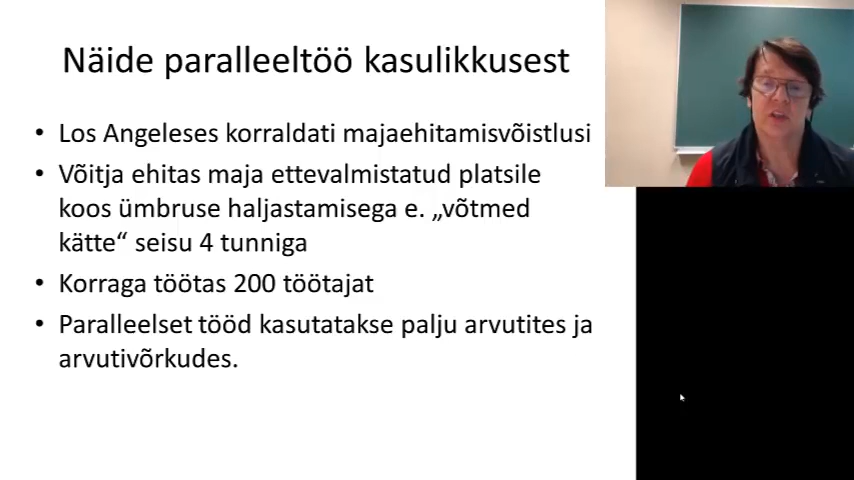 Näide paralleeltöö kasulikkusest
• Los Angeleses korraldati majaehitamisvõistlusi
• Võitja ehitas maja ettevalmistatud platsile
koos ümbruse haljastamisega e. „võtmed
kätte“ seisu 4 tunniga
• Korraga töötas 200 töötajat
• Paralleelset tööd kasutatakse palju arvutites ja
arvutivõrkudes.